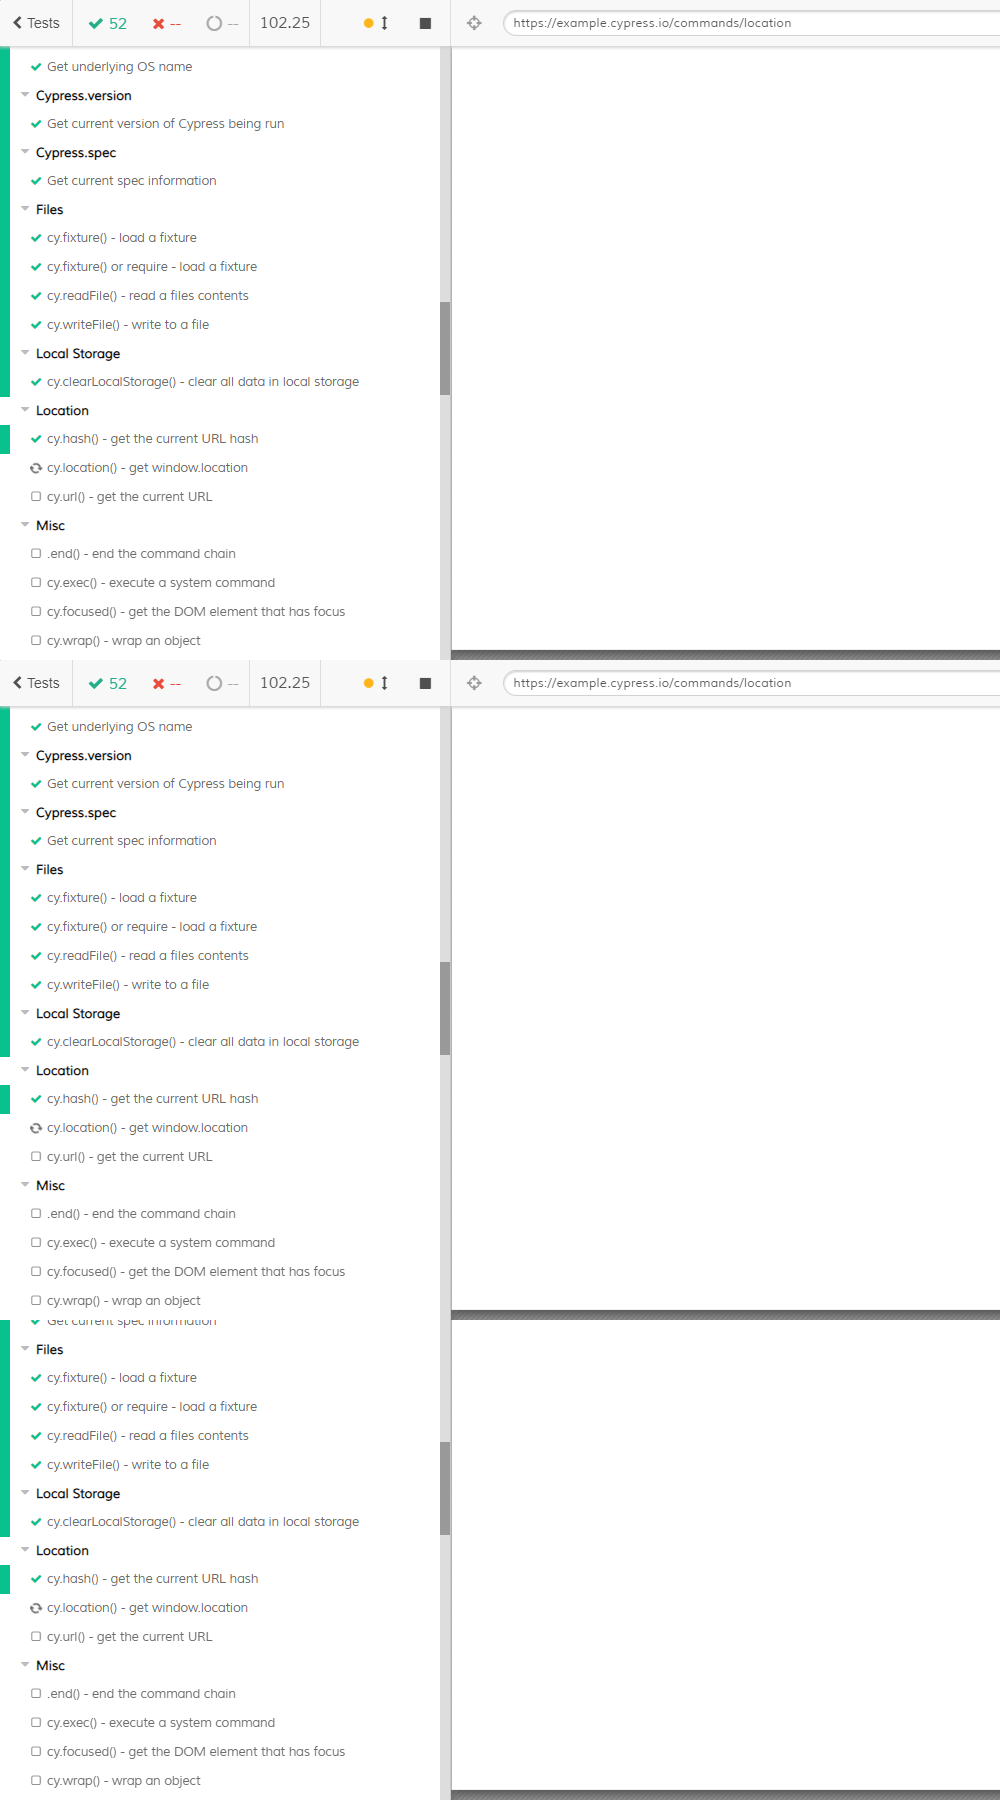 Tests 52 -- -- 102.25 https://example.cypress.io/commands/location
Get underlying OS name
Cypress.version
Get current version of Cypress being run
Cypress.spec
Get current spec information
Files
cy.fixture() - load a fixture
cy.fixture() or require - load a fixture
cy.readFile() - read a files contents
cy.writeFile() - write to a file
Local Storage
cy.clearLocalStorage() - clear all data in local storage
Location
cy.hash() - get the current URL hash
cy.location() - get window.location
cy.url() - get the current URL
Misc
.end() - end the command chain
cy.exec() - execute a system command
cy.focused() - get the DOM element that has focus
cy.wrap() - wrap an object
Tests 52 -- -- 102.25 https://example.cypress.io/commands/location
Get underlying OS name
Cypress.version
Get current version of Cypress being run
Cypress.spec
Get current spec information
Files
cy.fixture() - load a fixture
cy.fixture() or require - load a fixture
cy.readFile() - read a files contents
cy.writeFile() - write to a file
Local Storage
cy.clearLocalStorage() - clear all data in local storage
Location
cy.hash() - get the current URL hash
cy.location() - get window.location
cy.url() - get the current URL
Misc
.end() - end the command chain
cy.exec() - execute a system command
cy.focused() - get the DOM element that has focus
cy.wrap() - wrap an object
Get current spec information
Files
cy.fixture() - load a fixture
cy.fixture() or require - load a fixture
cy.readFile() - read a files contents
cy.writeFile() - write to a file
Local Storage
cy.clearLocalStorage() - clear all data in local storage
Location
cy.hash() - get the current URL hash
cy.location() - get window.location
cy.url() - get the current URL
Misc
.end() - end the command chain
cy.exec() - execute a system command
cy.focused() - get the DOM element that has focus
cy.wrap() - wrap an object